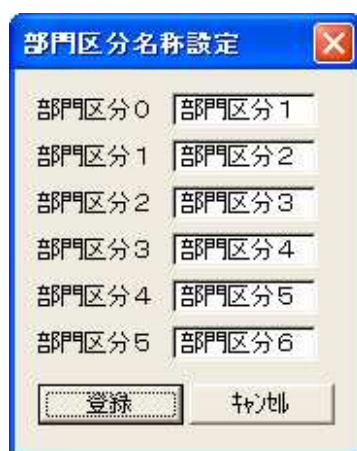 部門区分名称設定
部門区分０ 部門区分１
部門区分１ 部門区分２
部門区分２ 部門区分３
部門区分３ 部門区分４
部門区分４ 部門区分５
部門区分５ 部門区分６
登録 ｷｬﾝｾﾙ